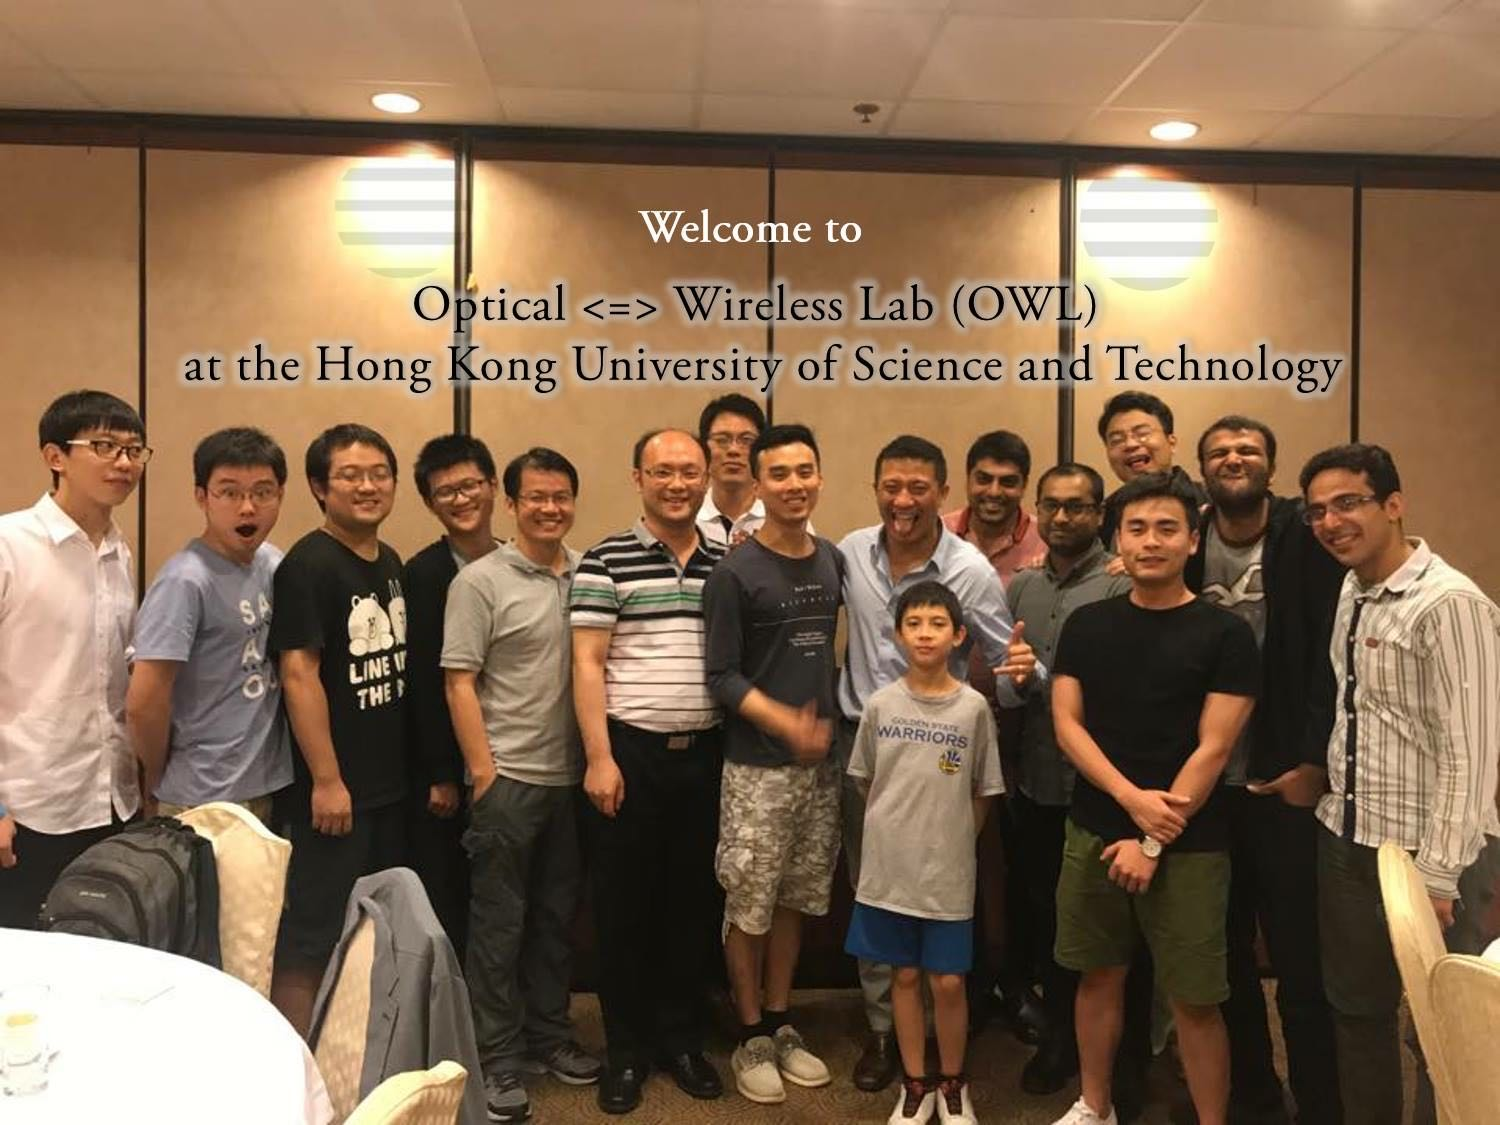 Welcome to
Optical <=> Wireless Lab (OWL)
at the Hong Kong University of Science and Technology
LINE
THE
GOLDEN STATE
WARRIORS